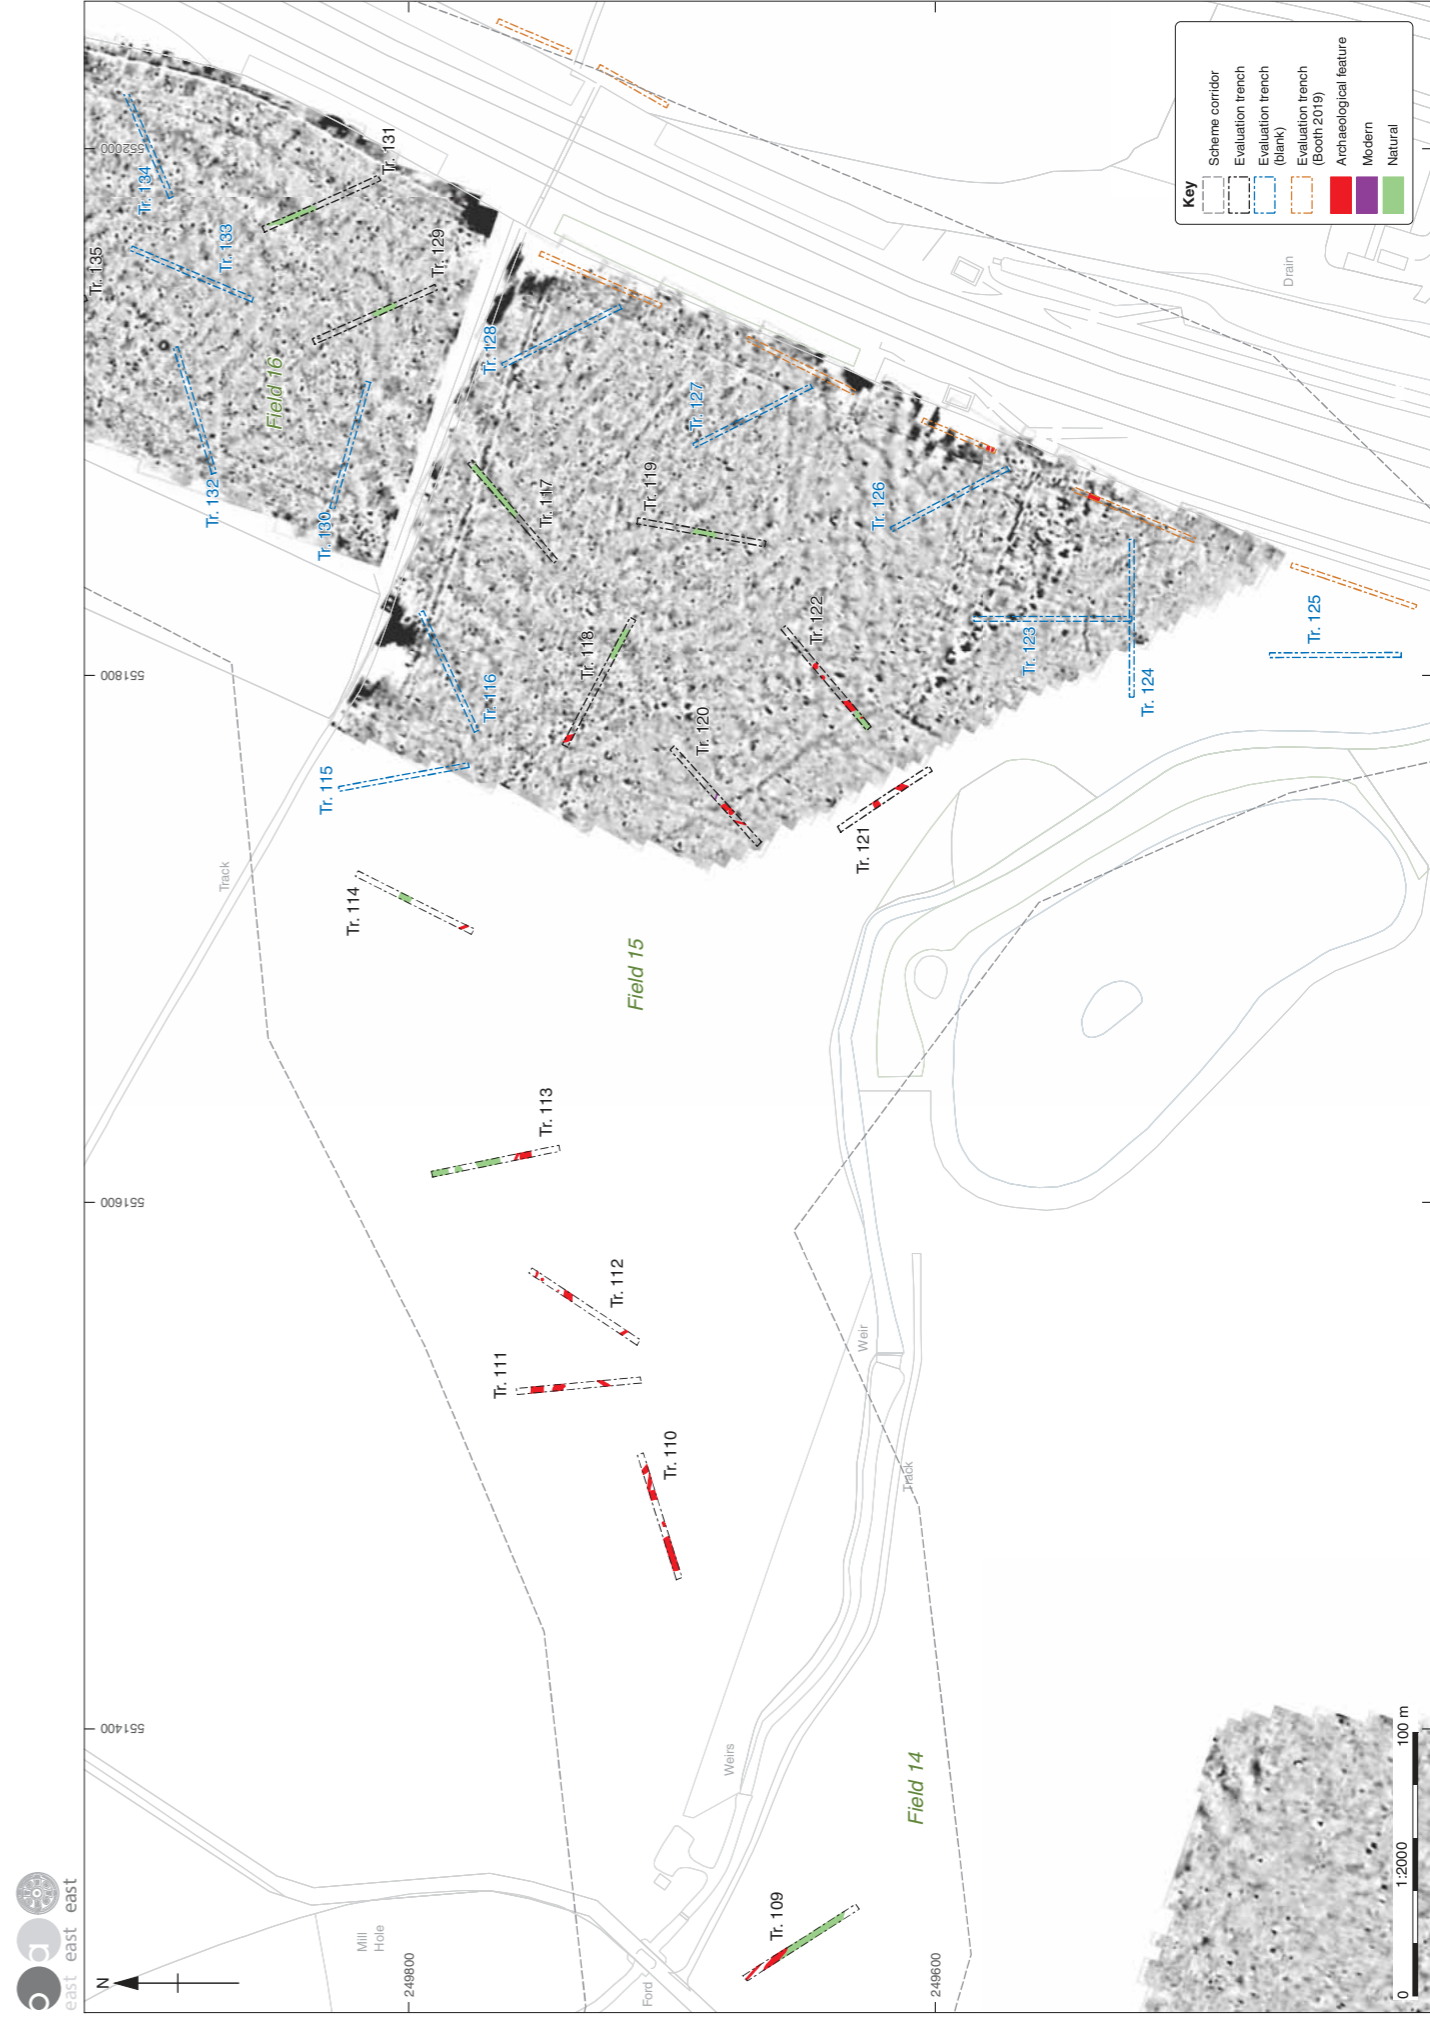 east east east
N
Mill
Hole
Ford
Weirs
Weir
Track
Track
Drain
249800
249600
551400
551600
551800
552000
Field 14
Field 15
Field 16
Tr. 109
Tr. 110
Tr. 111
Tr. 112
Tr. 113
Tr. 114
Tr. 115
Tr. 116
Tr. 117
Tr. 118
Tr. 119
Tr. 120
Tr. 121
Tr. 122
Tr. 123
Tr. 124
Tr. 125
Tr. 126
Tr. 127
Tr. 128
Tr. 129
Tr. 130
Tr. 131
Tr. 132
Tr. 133
Tr. 134
Tr. 135
Key
Scheme corridor
Evaluation trench
Evaluation trench
(blank)
Evaluation trench
(Booth 2019)
Archaeological feature
Modern
Natural
0
1:2000
100 m